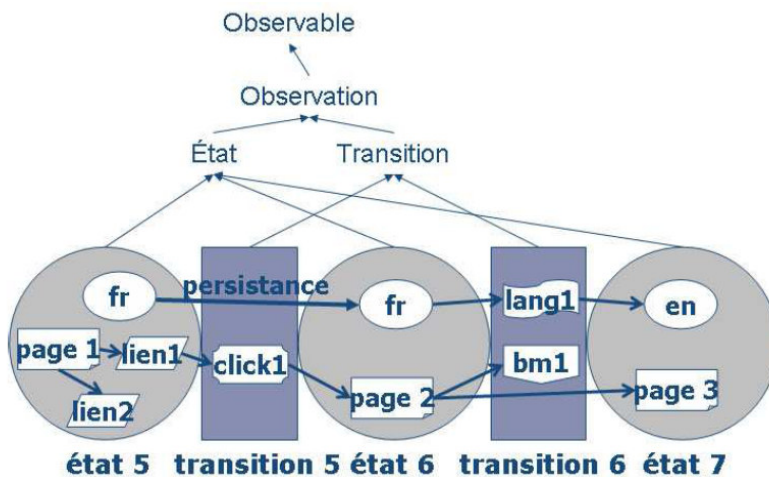 Observable
Observation
État Transition
fr persistance fr lang1 en
page 1 lien1 click1 bm1
lien2 page 2 page 3
état 5 transition 5 état 6 transition 6 état 7